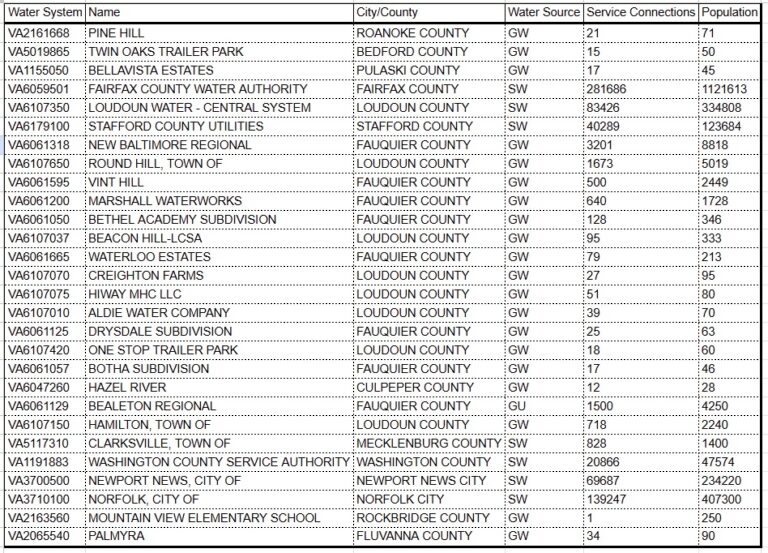 Water System Name City/County Water Source Service Connections Population
VA2161668 PINE HILL ROANOKE COUNTY GW 21 71
VA5019865 TWIN OAKS TRAILER PARK BEDFORD COUNTY GW 15 50
VA1155050 BELLAVISTA ESTATES PULASKI COUNTY GW 17 45
VA6059501 FAIRFAX COUNTY WATER AUTHORITY FAIRFAX COUNTY SW 281686 1121613
VA6107350 LOUDOUN WATER - CENTRAL SYSTEM LOUDOUN COUNTY SW 83426 334808
VA6179100 STAFFORD COUNTY UTILITIES STAFFORD COUNTY SW 40289 123684
VA6061318 NEW BALTIMORE REGIONAL FAUQUIER COUNTY GW 3201 8818
VA6107650 ROUND HILL, TOWN OF LOUDOUN COUNTY GW 1673 5019
VA6061595 VINT HILL FAUQUIER COUNTY GW 500 2449
VA6061200 MARSHALL WATERWORKS FAUQUIER COUNTY GW 640 1728
VA6061050 BETHEL ACADEMY SUBDIVISION FAUQUIER COUNTY GW 128 346
VA6107037 BEACON HILL-LCSA LOUDOUN COUNTY GW 95 333
VA6061665 WATERLOO ESTATES FAUQUIER COUNTY GW 79 213
VA6107070 CREIGHTON FARMS LOUDOUN COUNTY GW 27 95
VA6107075 HIWAY MHC LLC LOUDOUN COUNTY GW 51 80
VA6107010 ALDIE WATER COMPANY LOUDOUN COUNTY GW 39 70
VA6061125 DRYSDALE SUBDIVISION FAUQUIER COUNTY GW 25 63
VA6107420 ONE STOP TRAILER PARK LOUDOUN COUNTY GW 18 60
VA6061057 BOTHA SUBDIVISION FAUQUIER COUNTY GW 17 46
VA6047260 HAZEL RIVER CULPEPER COUNTY GW 12 28
VA6061129 BEALETON REGIONAL FAUQUIER COUNTY GU 1500 4250
VA6107150 HAMILTON, TOWN OF LOUDOUN COUNTY GW 718 2240
VA5117310 CLARKSVILLE, TOWN OF MECKLENBURG COUNTY SW 828 1400
VA1191883 WASHINGTON COUNTY SERVICE AUTHORITY WASHINGTON COUNTY SW 20866 47574
VA3700500 NEWPORT NEWS, CITY OF NEWPORT NEWS CITY SW 69687 234220
VA3710100 NORFOLK, CITY OF NORFOLK CITY SW 139247 407300
VA2163560 MOUNTAIN VIEW ELEMENTARY SCHOOL ROCKBRIDGE COUNTY GW 1 250
VA2065540 PALMYRA FLUVANNA COUNTY GW 34 90